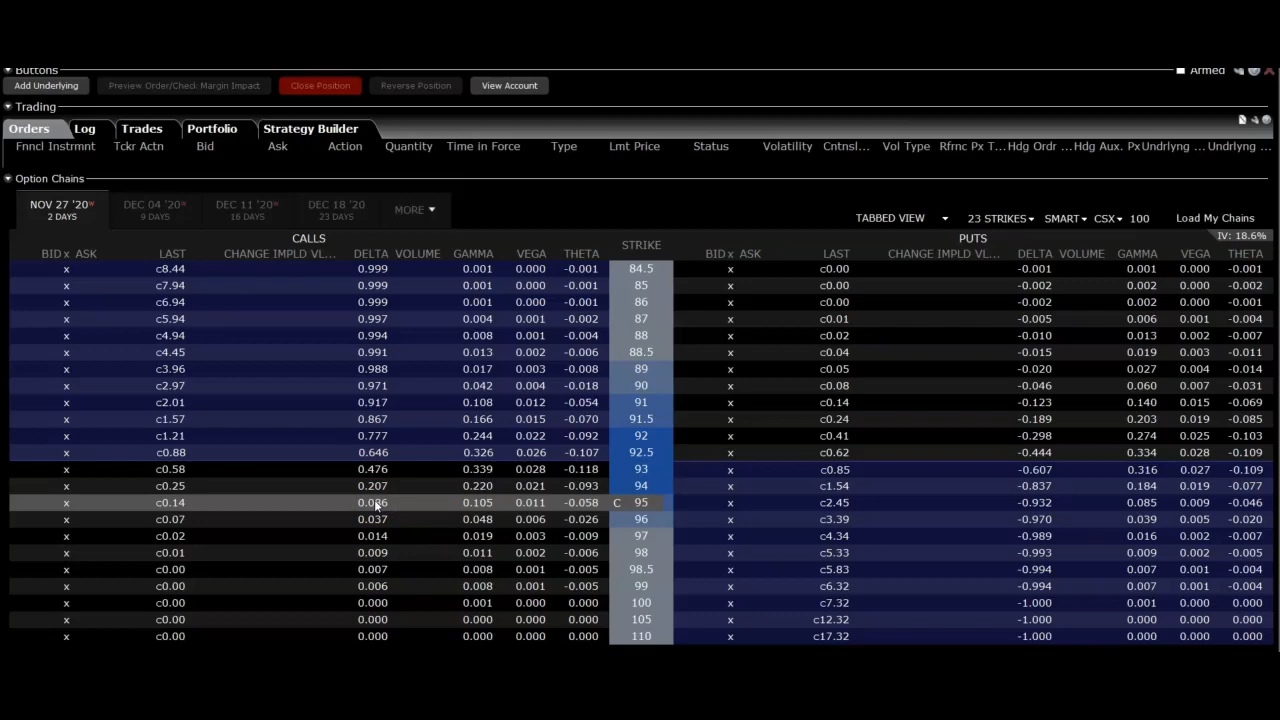 Buttons
Armed
Add Underlying Preview Order/Check Margin Impact Close Position Reverse Position View Account
Trading
Orders Log Trades Portfolio Strategy Builder
Fnncl Instrmnt Tckr Actn Bid Ask Action Quantity Time in Force Type Lmt Price Status Volatility Cntnsl... Vol Type Rfrnc Px T... Hdg Ordr ... Hdg Aux. Px Undrlyng ... Undrlyng ...
Option Chains
NOV 27 '20W DEC 04 '20W DEC 11 '20W DEC 18 '20 MORE
2 DAYS 9 DAYS 16 DAYS 23 DAYS
TABBED VIEW 23 STRIKES SMART CSX 100 Load My Chains
CALLS STRIKE PUTS IV: 18.6%
BID x ASK LAST CHANGE IMPLD VL... DELTA VOLUME GAMMA VEGA THETA BID x ASK LAST CHANGE IMPLD VL... DELTA VOLUME GAMMA VEGA THETA
x c8.44 0.999 0.001 0.000 -0.001 84.5 x c0.00 -0.001 0.001 0.000 -0.001
x c7.94 0.999 0.001 0.000 -0.001 85 x c0.00 -0.002 0.001 0.000 -0.002
x c6.94 0.999 0.001 0.000 -0.001 86 x c0.00 -0.002 0.002 0.000 -0.001
x c5.94 0.997 0.004 0.001 -0.002 87 x c0.01 -0.005 0.006 0.001 -0.004
x c4.94 0.994 0.008 0.001 -0.004 88 x c0.02 -0.010 0.013 0.002 -0.007
x c4.45 0.991 0.013 0.002 -0.006 88.5 x c0.04 -0.015 0.019 0.003 -0.011
x c3.96 0.988 0.017 0.003 -0.008 89 x c0.05 -0.020 0.027 0.004 -0.014
x c2.97 0.971 0.042 0.004 -0.018 90 x c0.08 -0.046 0.060 0.007 -0.031
x c2.01 0.917 0.108 0.012 -0.054 91 x c0.14 -0.123 0.140 0.015 -0.069
x c1.57 0.867 0.166 0.015 -0.070 91.5 x c0.24 -0.189 0.203 0.019 -0.085
x c1.21 0.777 0.244 0.022 -0.092 92 x c0.41 -0.298 0.274 0.025 -0.103
x c0.88 0.646 0.326 0.026 -0.107 92.5 x c0.62 -0.444 0.334 0.028 -0.109
x c0.58 0.476 0.339 0.028 -0.118 93 x c0.85 -0.607 0.316 0.027 -0.109
x c0.25 0.207 0.220 0.021 -0.093 94 x c1.54 -0.837 0.184 0.019 -0.077
x c0.14 0.086 0.105 0.011 -0.058 C 95 x c2.45 -0.932 0.085 0.009 -0.046
x c0.07 0.037 0.048 0.006 -0.026 96 x c3.39 -0.970 0.039 0.005 -0.020
x c0.02 0.014 0.019 0.003 -0.009 97 x c4.34 -0.989 0.016 0.002 -0.007
x c0.01 0.009 0.011 0.002 -0.006 98 x c5.33 -0.993 0.009 0.002 -0.005
x c0.00 0.007 0.008 0.001 -0.005 98.5 x c5.83 -0.994 0.007 0.001 -0.004
x c0.00 0.006 0.008 0.001 -0.005 99 x c6.32 -0.994 0.007 0.001 -0.004
x c0.00 0.000 0.001 0.000 0.000 100 x c7.32 -1.000 0.001 0.000 0.000
x c0.00 0.000 0.000 0.000 0.000 105 x c12.32 -1.000 0.000 0.000 0.000
x c0.00 0.000 0.000 0.000 0.000 110 x c17.32 -1.000 0.000 0.000 0.000